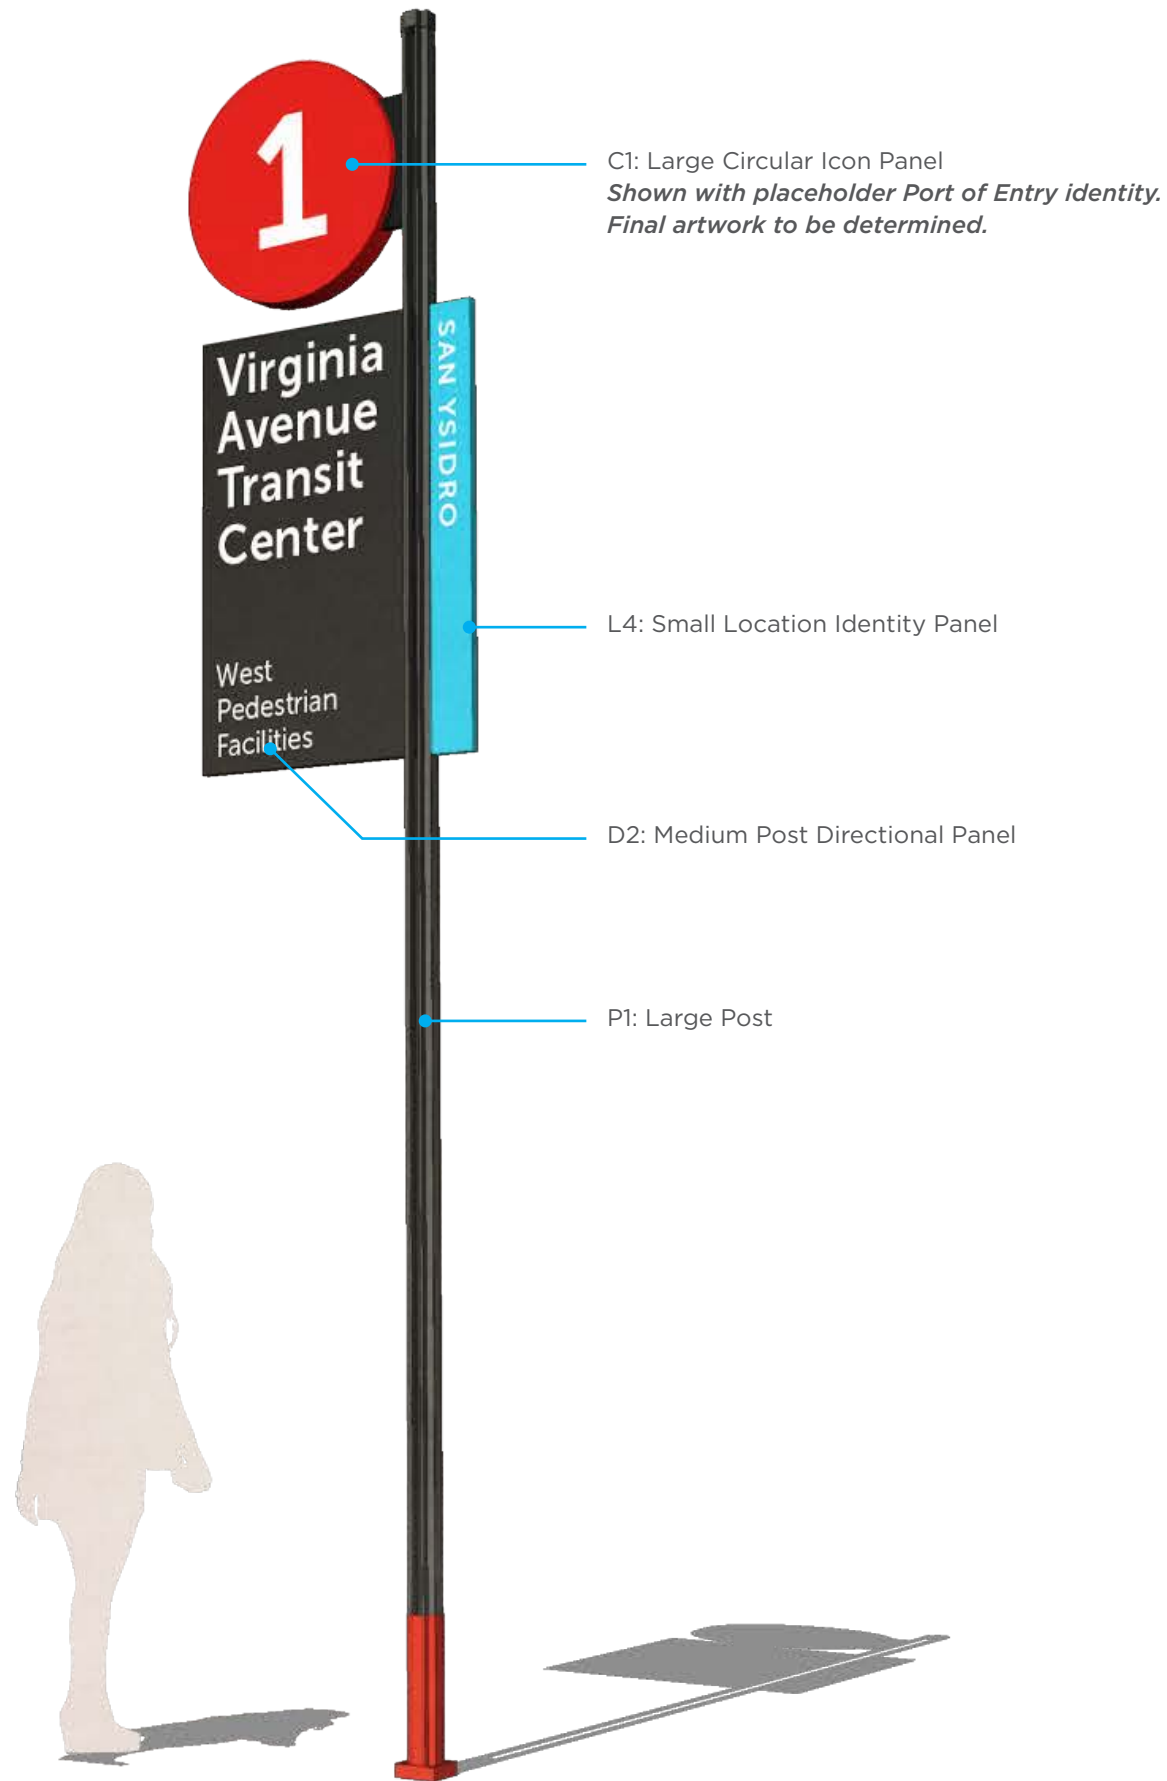 1
C1: Large Circular Icon Panel
Shown with placeholder Port of Entry identity.
Final artwork to be determined.
Virginia
Avenue
Transit
Center
SAN YSIDRO
L4: Small Location Identity Panel
West
Pedestrian
Facilities
D2: Medium Post Directional Panel
P1: Large Post